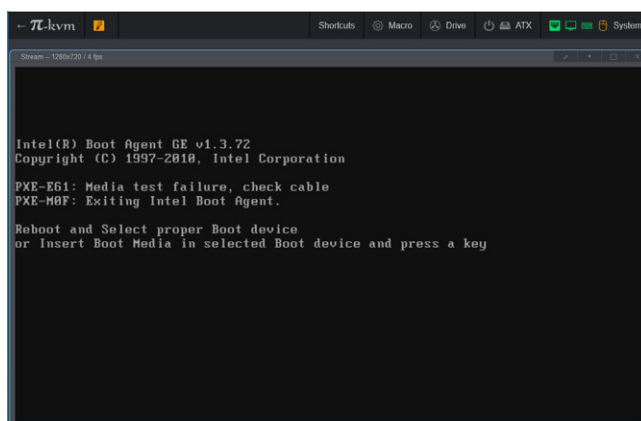 ← π-kvm
Shortcuts Macro Drive ATX System
Stream – 1280x720 / 4 fps
Intel(R) Boot Agent GE v1.3.72
Copyright (C) 1997-2010, Intel Corporation
PXE-E61: Media test failure, check cable
PXE-M0F: Exiting Intel Boot Agent.
Reboot and Select proper Boot device
or Insert Boot Media in selected Boot device and press a key